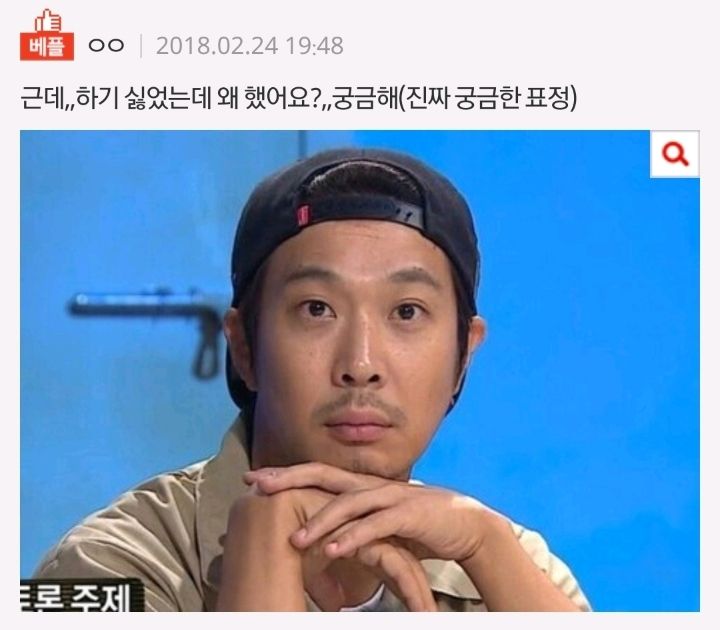 베플 ㅇㅇ 2018.02.24 19:48
근데,,하기 싫었는데 왜 했어요?,,궁금해(진짜 궁금한 표정)
토론 주제